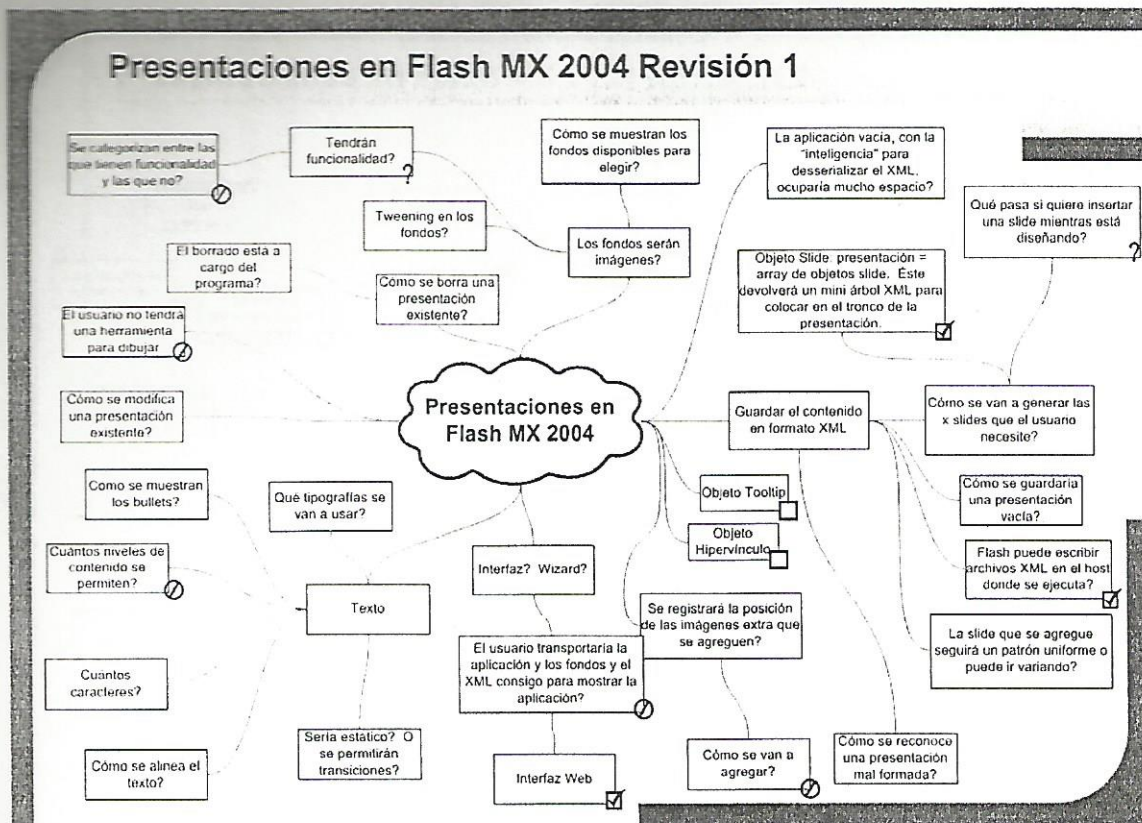 Presentaciones en Flash MX 2004 Revisión 1
Se categorizan entre las
que tienen funcionalidad
y las que no?
Tendrán
funcionalidad?
?
Cómo se muestran los
fondos disponibles para
elegir?
La aplicación vacía, con la
"inteligencia" para
desserializar el XML,
ocuparía mucho espacio?
Qué pasa si quiere insertar
una slide mientras está
diseñando?
?
Tweening en los
fondos?
Los fondos serán
imágenes?
El borrado está a
cargo del
programa?
Cómo se borra una
presentación
existente?
Objeto Slide: presentación =
array de objetos slide. Éste
devolverá un mini árbol XML para
colocar en el tronco de la
presentación.
El usuario no tendrá
una herramienta
para dibujar
Cómo se modifica
una presentación
existente?
Presentaciones en
Flash MX 2004
Guardar el contenido
en formato XML
Cómo se van a generar las
x slides que el usuario
necesite?
Como se muestran
los bullets?
Qué tipografías se
van a usar?
Objeto Tooltip
Objeto
Hipervínculo
Cómo se guardaría
una presentación
vacía?
Cuántos niveles de
contenido se
permiten?
Texto
Interfaz? Wizard?
Flash puede escribir
archivos XML en el host
donde se ejecuta?
Se registrará la posición
de las imágenes extra que
se agreguen?
El usuario transportaría la
aplicación y los fondos y el
XML consigo para mostrar la
aplicación?
La slide que se agregue
seguirá un patrón uniforme o
puede ir variando?
Cuántos
caracteres?
Cómo se alinea el
texto?
Sería estático? O
se permitirán
transiciones?
Interfaz Web
Cómo se van a
agregar?
Cómo se reconoce
una presentación
mal formada?